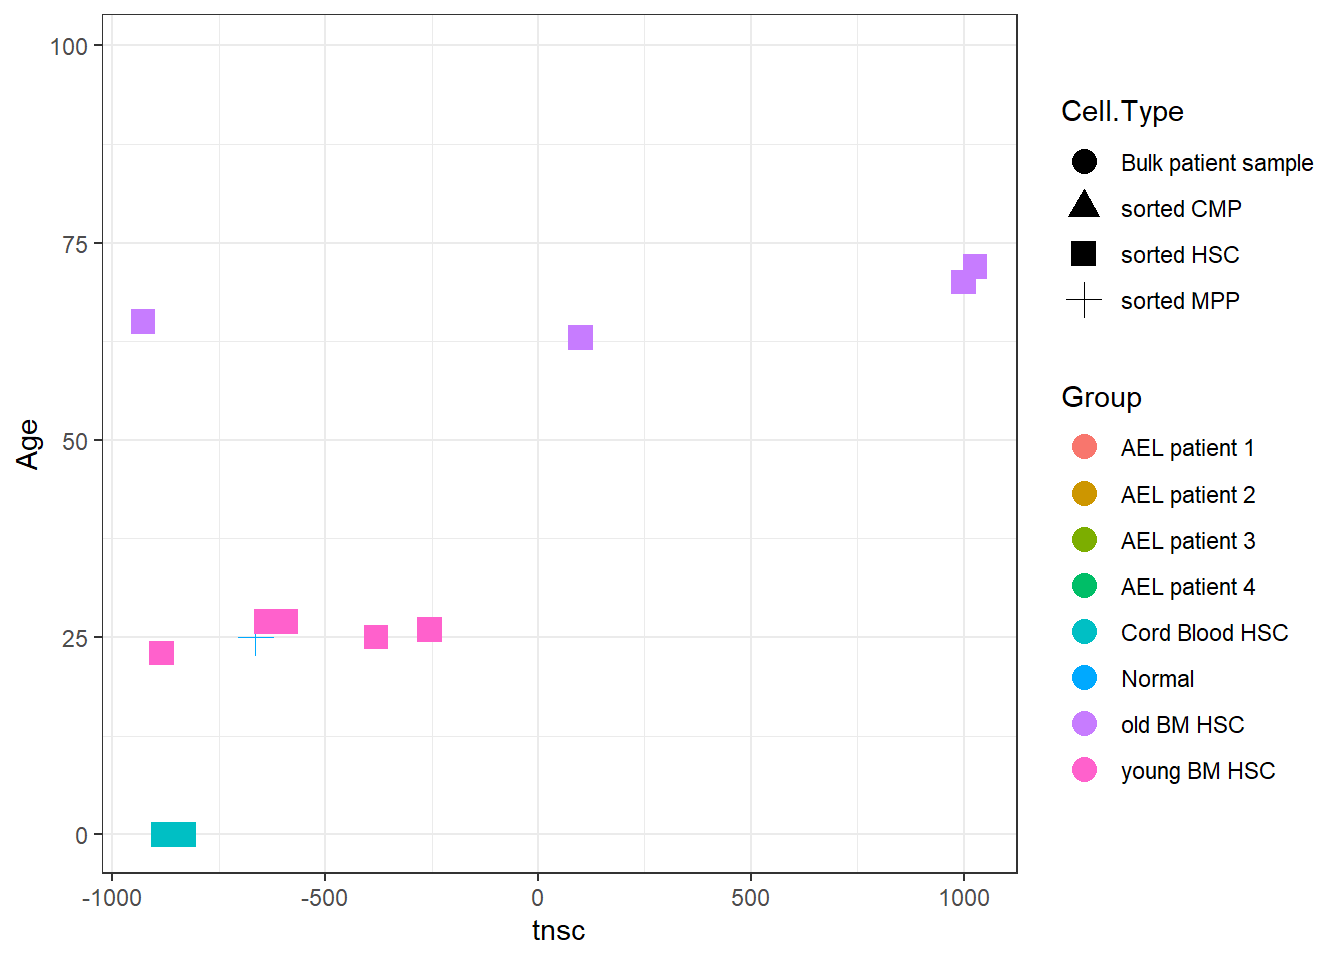 100
75
50
25
0
Age
-1000
-500
0
500
1000
tnsc
Cell.Type
Bulk patient sample
sorted CMP
sorted HSC
sorted MPP
Group
AEL patient 1
AEL patient 2
AEL patient 3
AEL patient 4
Cord Blood HSC
Normal
old BM HSC
young BM HSC